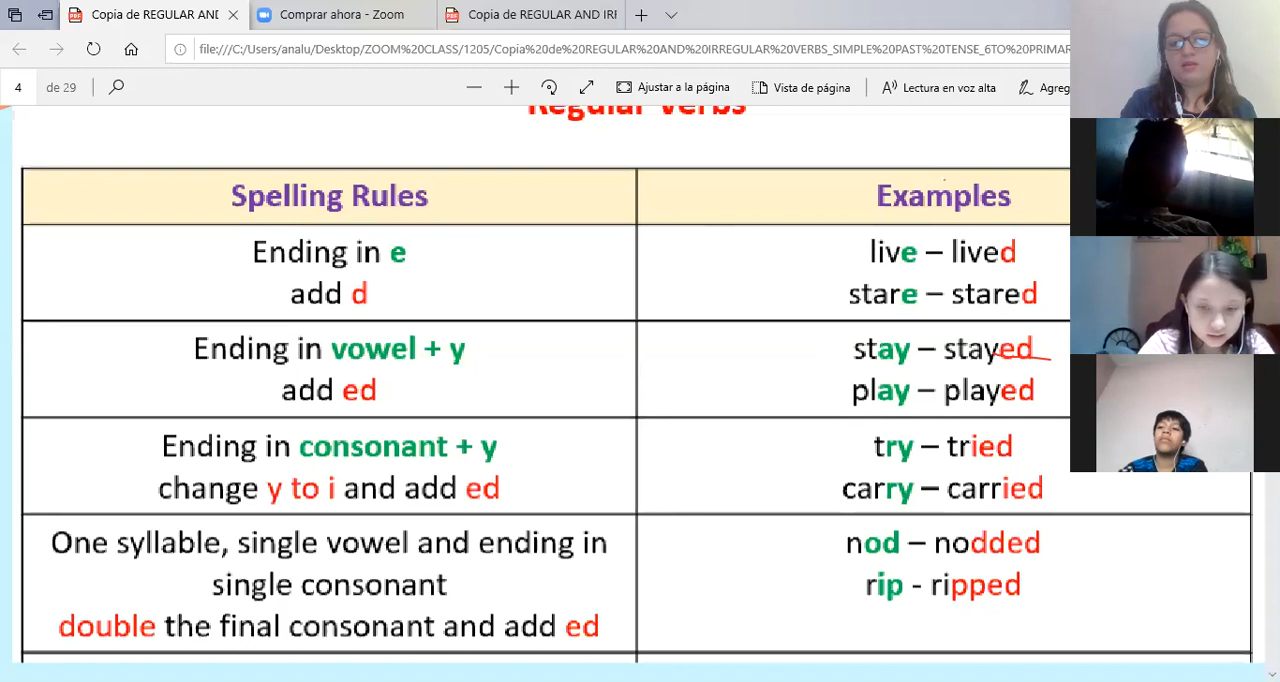 Copia de REGULAR AND
Comprar ahora - Zoom
Copia de REGULAR AND IRI
file:///C:/Users/analu/Desktop/ZOOM%20CLASS/1205/Copia%20de%20REGULAR%20AND%20IRREGULAR%20VERBS_SIMPLE%20PAST%20TENSE_6TO%20PRIMAR
4 de 29
Ajustar a la página
Vista de página
Lectura en voz alta
Agreg
Regular Verbs
Spelling Rules
Examples
Ending in e
add d
live – lived
stare – stared
Ending in vowel + y
add ed
stay – stayed
play – played
Ending in consonant + y
change y to i and add ed
try – tried
carry – carried
One syllable, single vowel and ending in
single consonant
double the final consonant and add ed
nod – nodded
rip - ripped